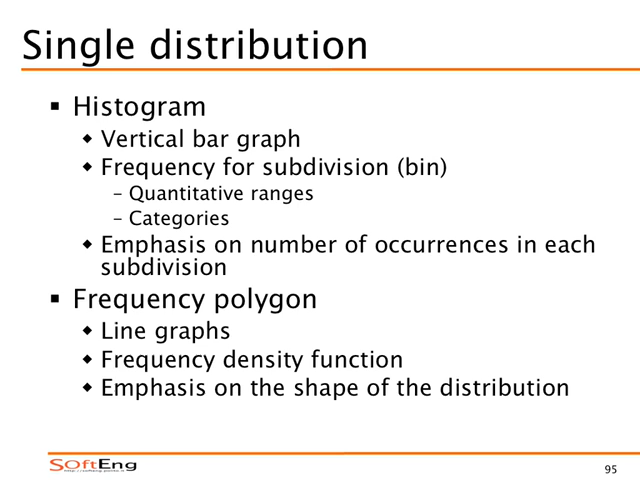 Single distribution
▪ Histogram
◆ Vertical bar graph
◆ Frequency for subdivision (bin)
– Quantitative ranges
– Categories
◆ Emphasis on number of occurrences in each
subdivision
▪ Frequency polygon
◆ Line graphs
◆ Frequency density function
◆ Emphasis on the shape of the distribution
SOftEng
95